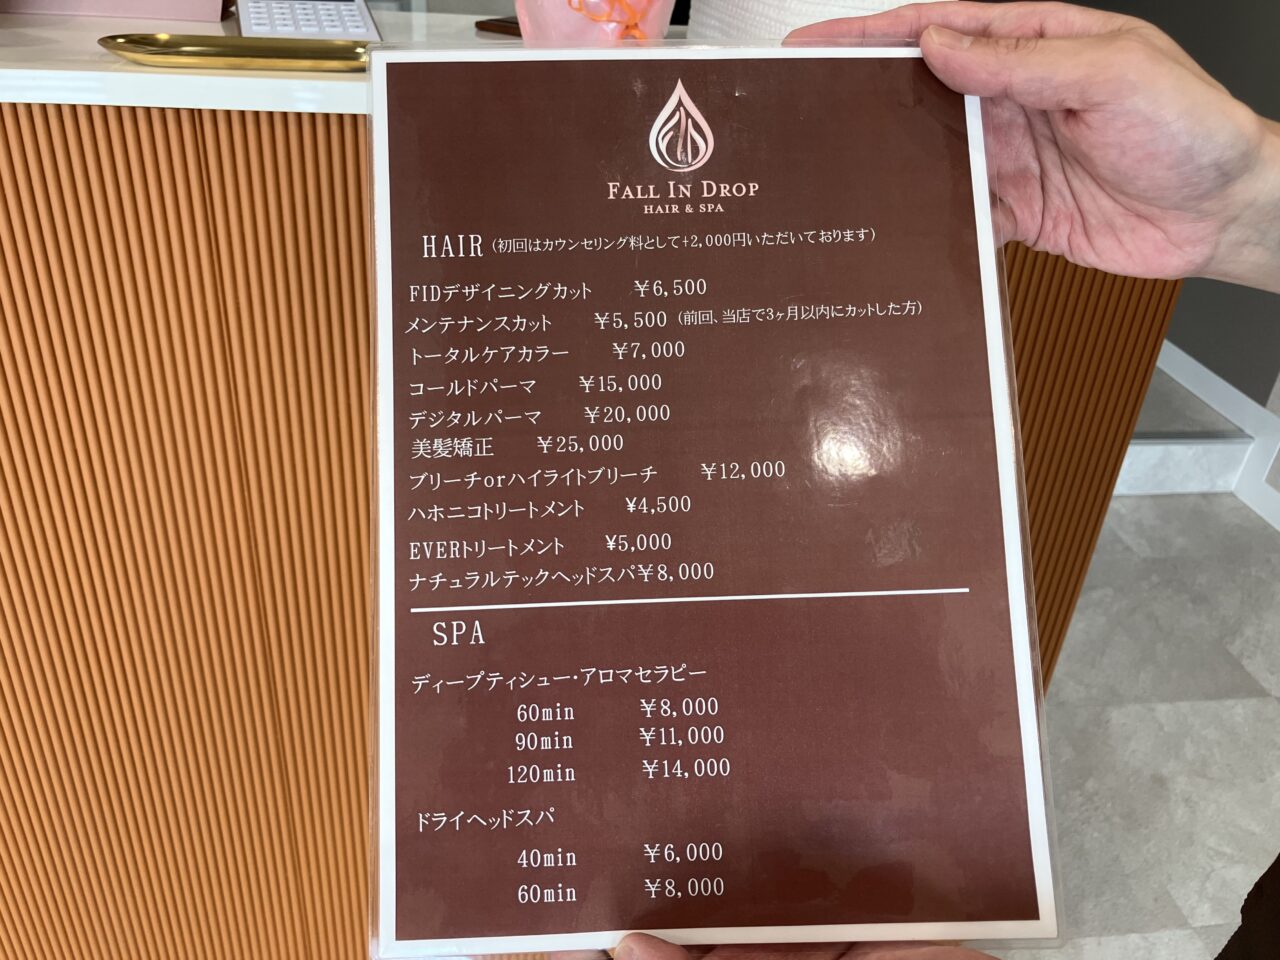 FALL IN DROP
HAIR & SPA
HAIR (初回はカウンセリング料として+2,000円いただいております)
FIDデザイニングカット ￥6,500
メンテナンスカット ￥5,500 (前回、当店で3ヶ月以内にカットした方)
トータルケアカラー ￥7,000
コールドパーマ ￥15,000
デジタルパーマ ￥20,000
美髪矯正 ￥25,000
ブリーチorハイライトブリーチ ￥12,000
ハホニコトリートメント ¥4,500
EVERトリートメント ¥5,000
ナチュラルテックヘッドスパ￥8,000
SPA
ディープティシュー・アロマセラピー
60min ￥8,000
90min ￥11,000
120min ￥14,000
ドライヘッドスパ
40min ￥6,000
60min ￥8,000